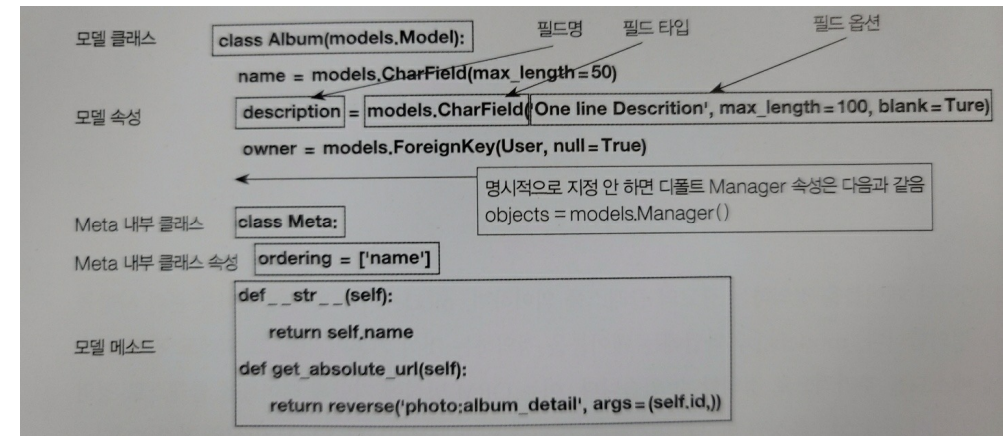 필드명 필드 타입 필드 옵션
모델 클래스 class Album(models.Model):
name = models.CharField(max_length=50)
모델 속성 description = models.CharField('One line Descrition', max_length=100, blank=Ture)
owner = models.ForeignKey(User, null=True)
명시적으로 지정 안 하면 디폴트 Manager 속성은 다음과 같음
objects = models.Manager()
Meta 내부 클래스 class Meta:
Meta 내부 클래스 속성 ordering = ['name']
def__str__(self):
return self.name
모델 메소드
def get_absolute_url(self):
return reverse('photo:album_detail', args=(self.id,))